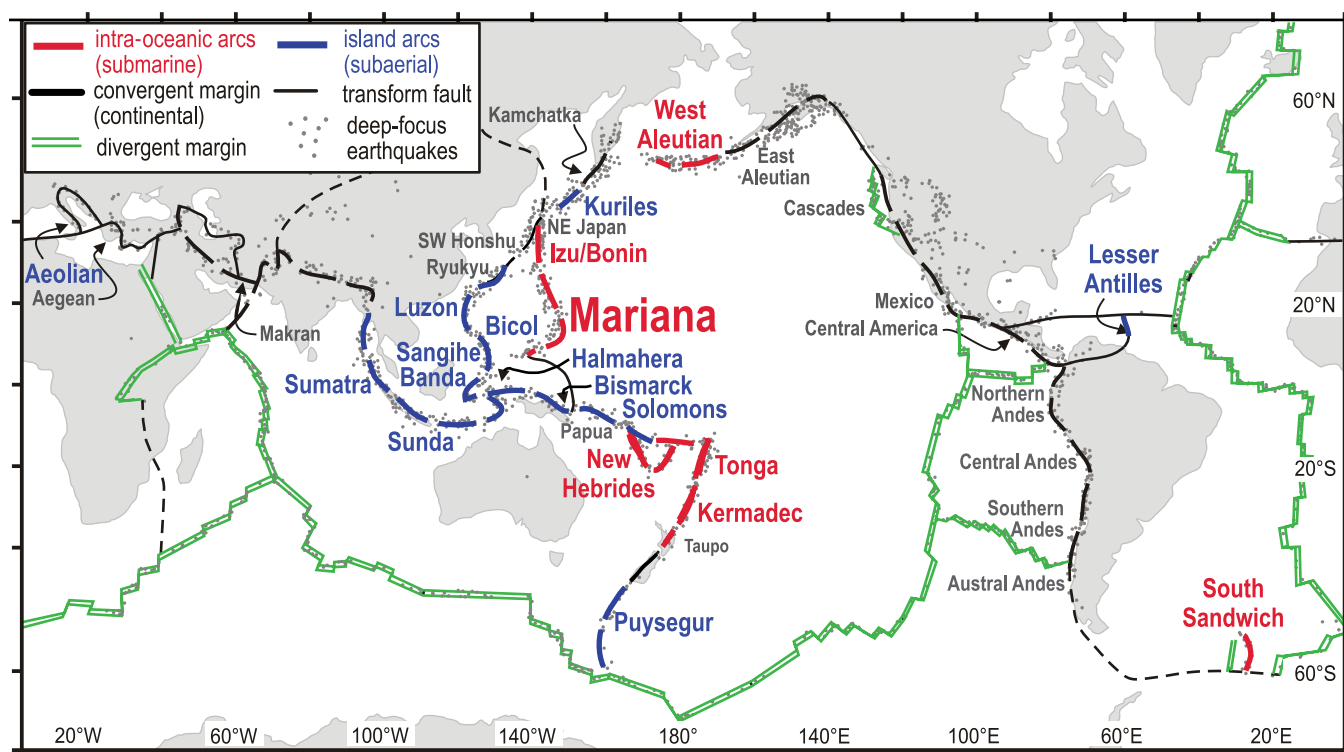 intra-oceanic arcs
(submarine)
island arcs
(subaerial)
convergent margin
(continental)
transform fault
divergent margin
deep-focus
earthquakes
60°N
Kamchatka
West
Aleutian
East
Aleutian
Kuriles
Cascades
NE Japan
SW Honshu
Izu/Bonin
Ryukyu
Aeolian
Aegean
Lesser
Antilles
Luzon
Mexico
20°N
Makran
Bicol
Mariana
Central America
Sangihe
Banda
Halmahera
Sumatra
Bismarck
Northern
Andes
Solomons
Papua
Sunda
New
Hebrides
Tonga
Central Andes
20°S
Kermadec
Southern
Andes
Taupo
Austral Andes
South
Sandwich
Puysegur
60°S
20°W
60°W
100°W
140°W
180°
140°E
100°E
60°E
20°E